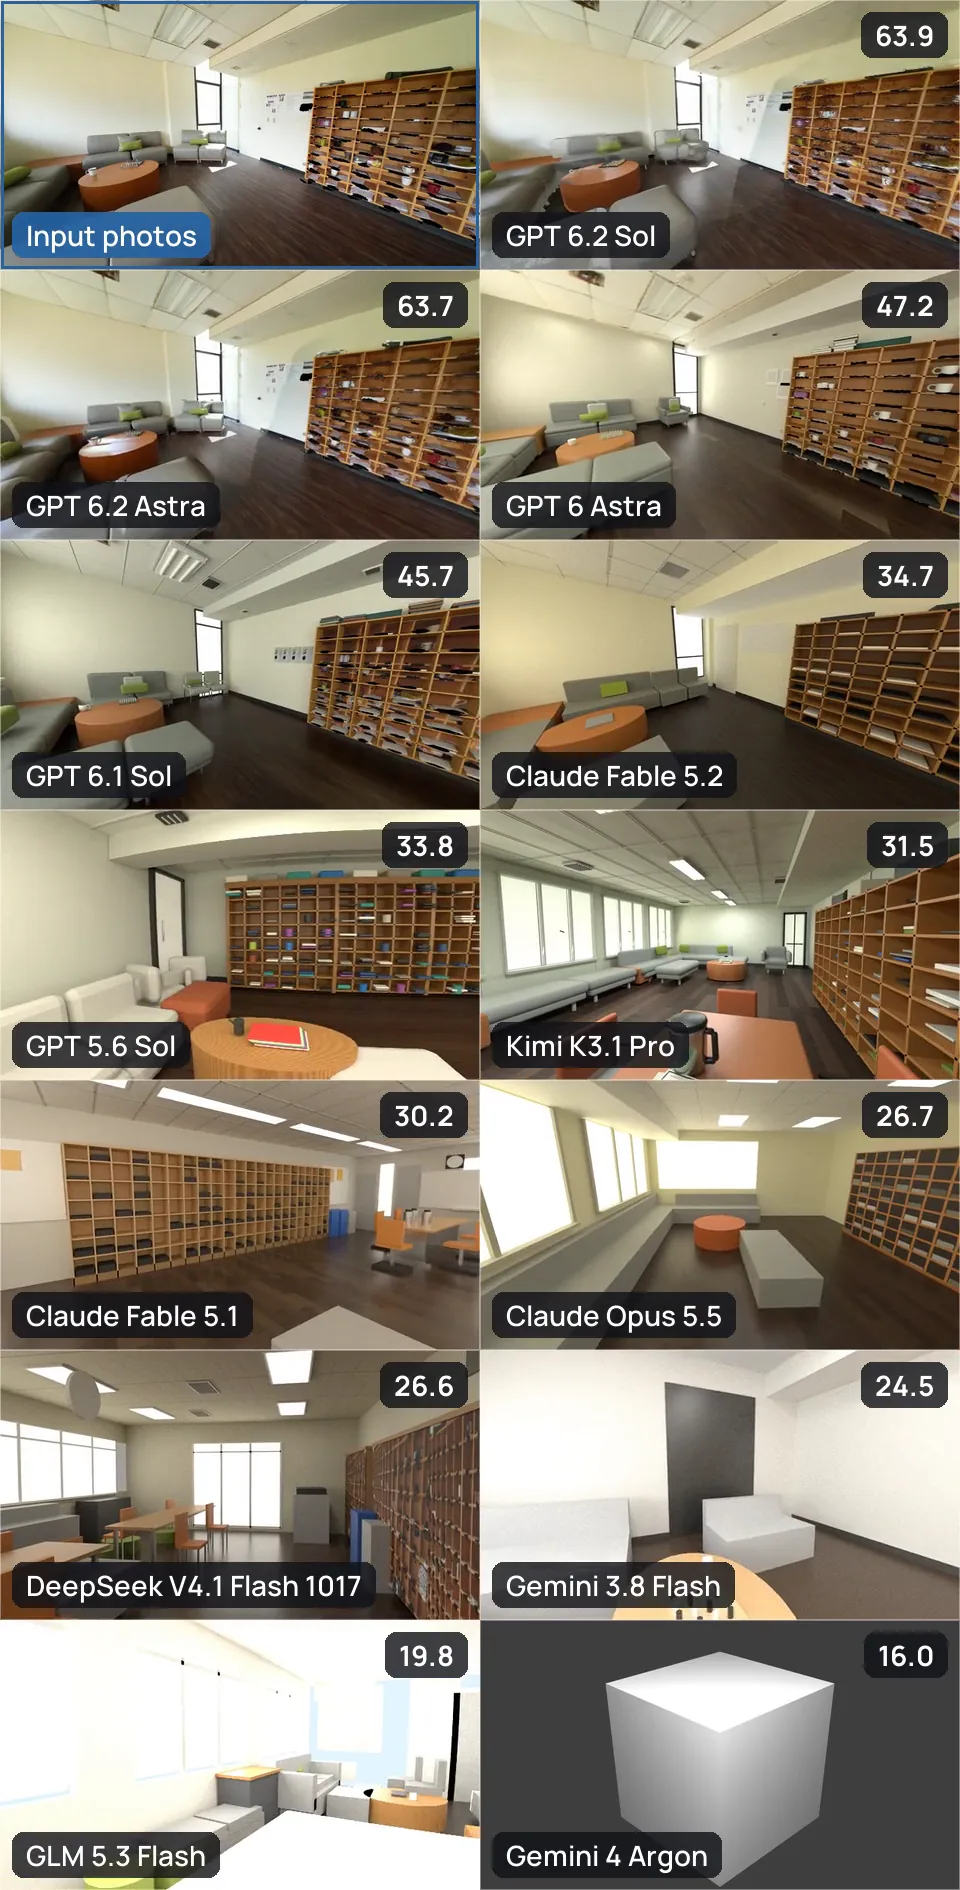 Input photos
63.9
GPT 6.2 Sol
63.7
GPT 6.2 Astra
47.2
GPT 6 Astra
45.7
GPT 6.1 Sol
34.7
Claude Fable 5.2
33.8
GPT 5.6 Sol
31.5
Kimi K3.1 Pro
30.2
Claude Fable 5.1
26.7
Claude Opus 5.5
26.6
DeepSeek V4.1 Flash 1017
24.5
Gemini 3.8 Flash
19.8
GLM 5.3 Flash
16.0
Gemini 4 Argon